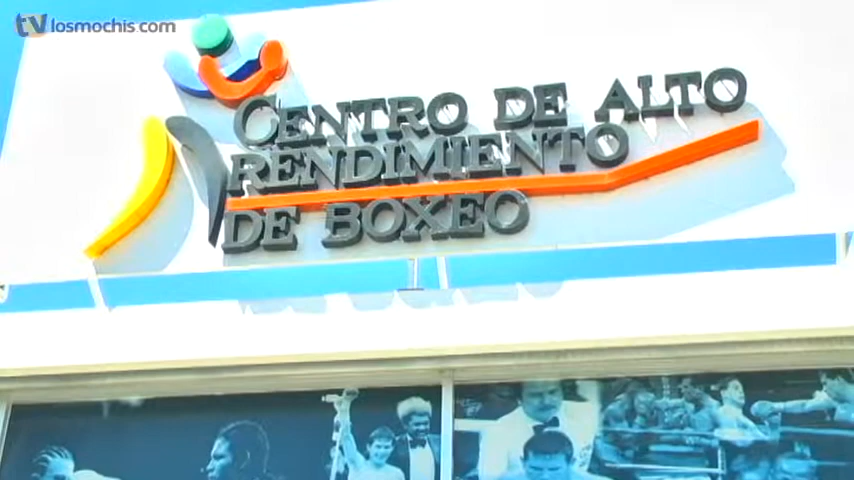 tvlosmochis.com
CENTRO DE ALTO
RENDIMIENTO
DE BOXEO